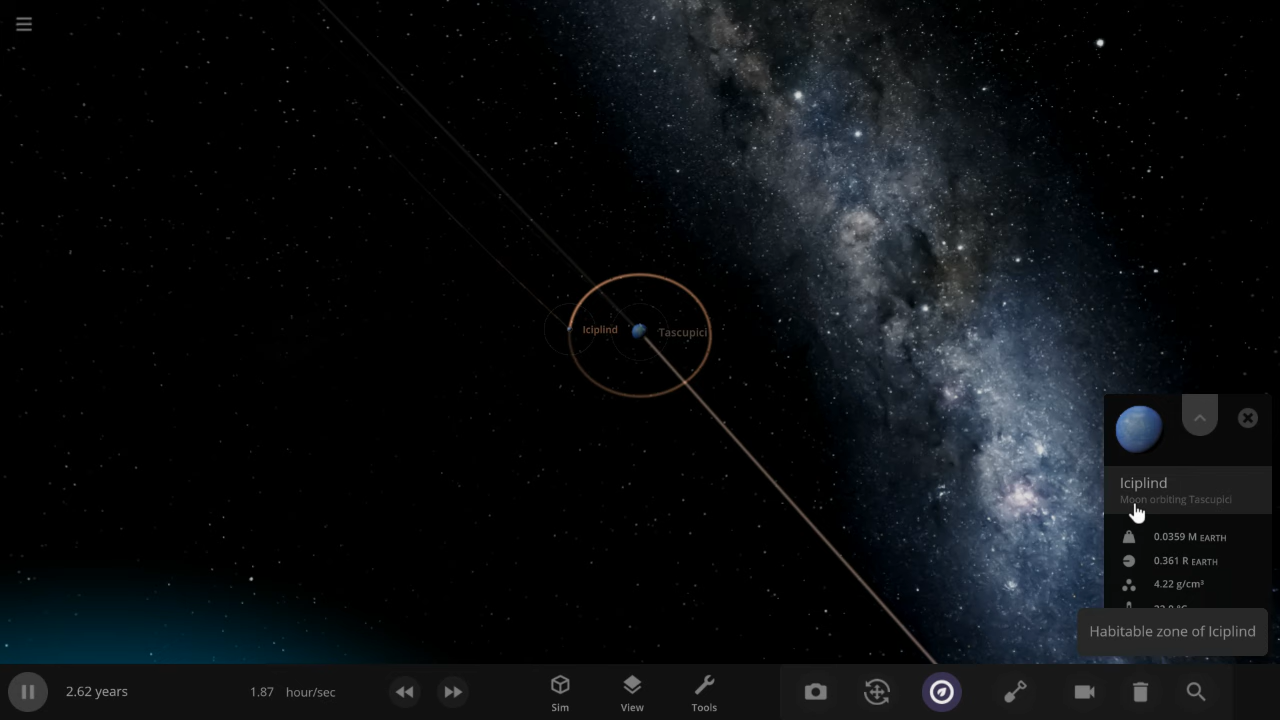 Iciplind
Tascupici
Iciplind
Moon orbiting Tascupici
0.0359 M EARTH
0.361 R EARTH
4.22 g/cm³
Habitable zone of Iciplind
2.62 years
1.87 hour/sec
Sim
View
Tools